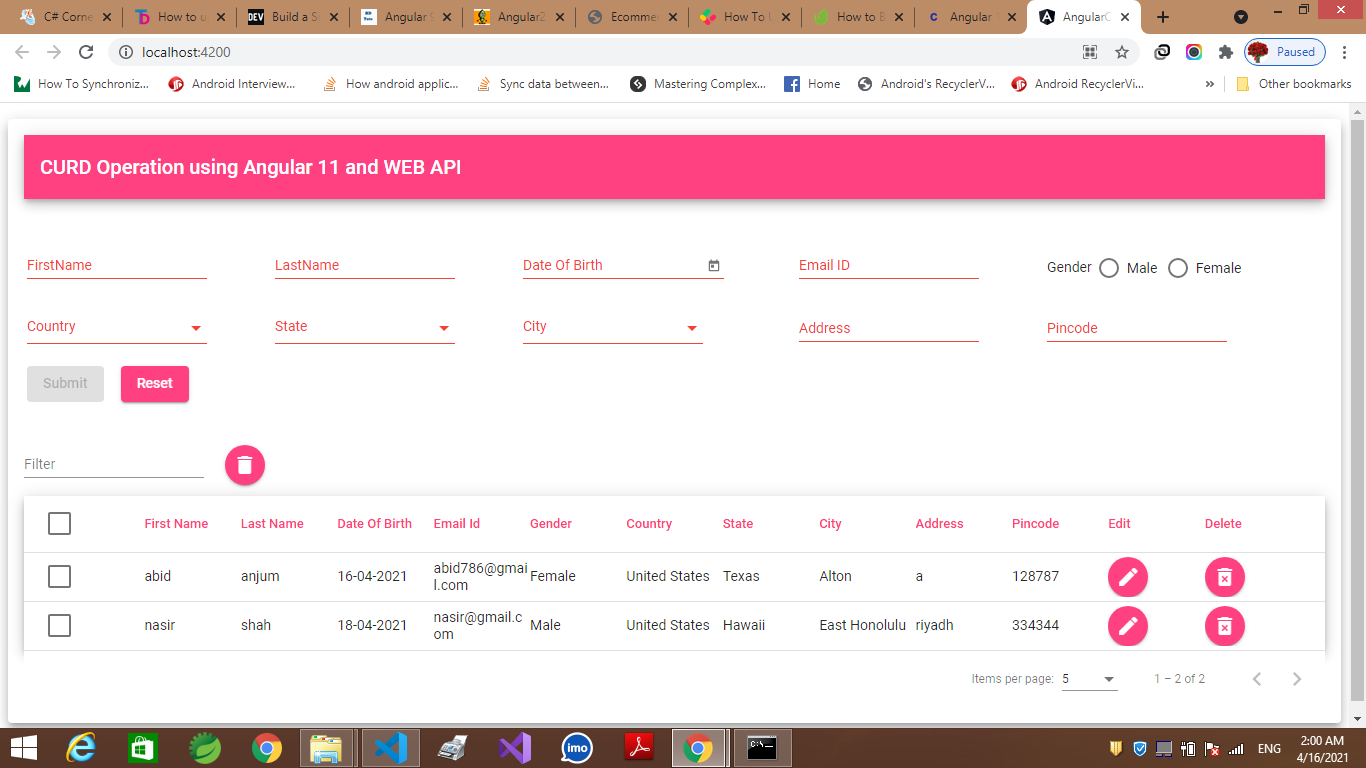 C# Corne
How to u
Build a S
Angular 9
Angular2
Ecommer
How To U
How to B
Angular
AngularC
localhost:4200
Paused
How To Synchroniz...
Android Interview...
How android applic...
Sync data between...
Mastering Complex...
Home
Android's RecyclerV...
Android RecyclerVi...
»
Other bookmarks
CURD Operation using Angular 11 and WEB API
FirstName LastName Date Of Birth Email ID Gender Male Female
Country State City Address Pincode
Submit Reset
Filter
First Name Last Name Date Of Birth Email Id Gender Country State City Address Pincode Edit Delete
abid anjum 16-04-2021 abid786@gmai Female United States Texas Alton a 128787
l.com
nasir shah 18-04-2021 nasir@gmail.c Male United States Hawaii East Honolulu riyadh 334344
om
Items per page: 5 1 – 2 of 2
imo
C:\
ENG
2:00 AM
4/16/2021